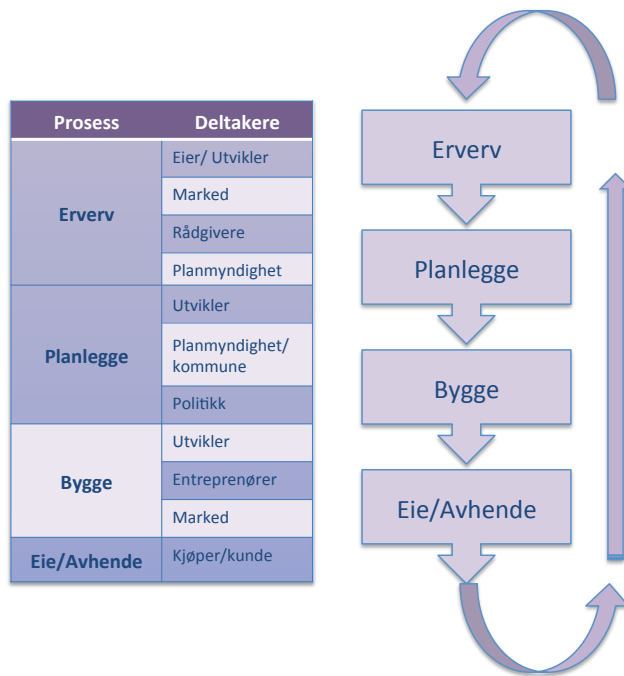 Prosess Deltakere
Erverv
Eier/ Utvikler
Marked
Rådgivere
Planmyndighet
Planlegge
Utvikler
Planmyndighet/
kommune
Politikk
Bygge
Utvikler
Entreprenører
Marked
Eie/Avhende
Kjøper/kunde
Erverv
Planlegge
Bygge
Eie/Avhende